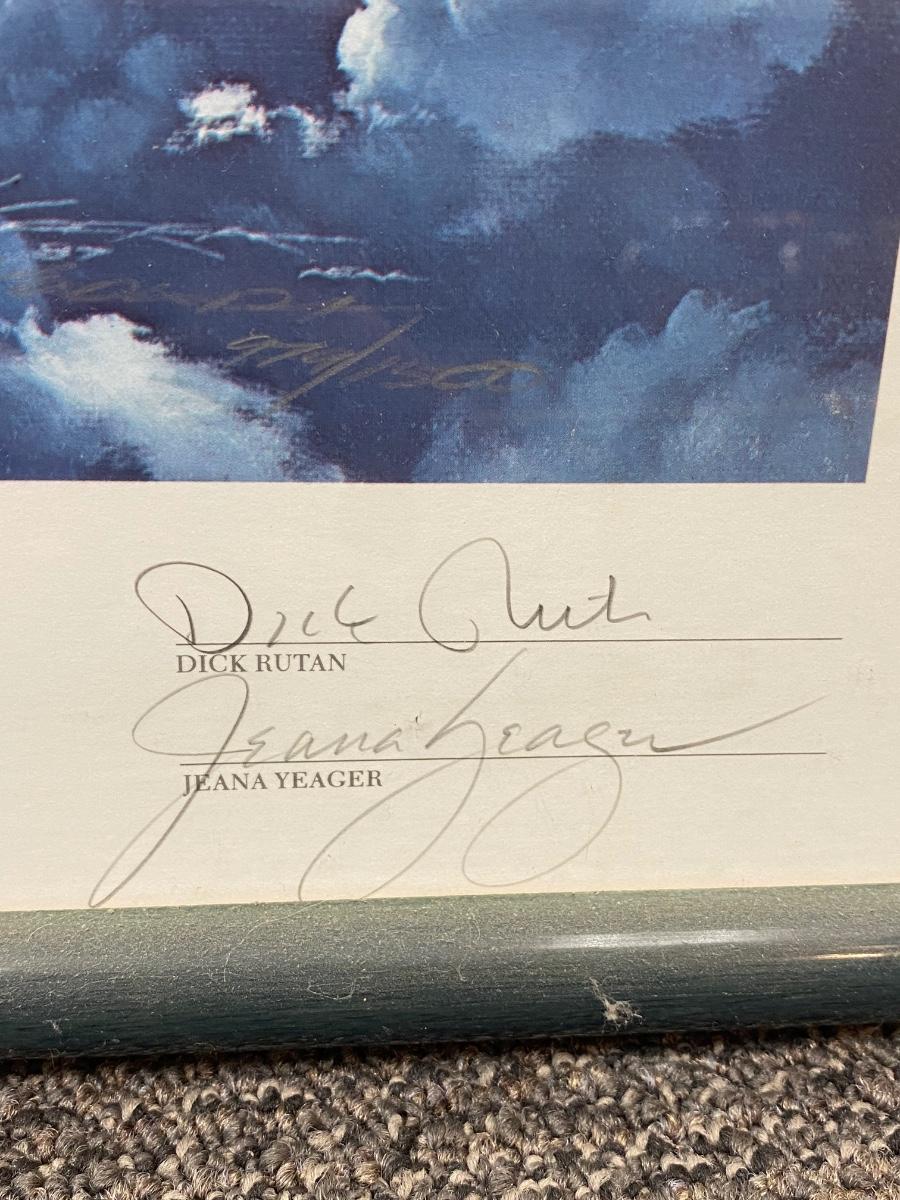 Dick Rutan
DICK RUTAN
Jeana Yeager
JEANA YEAGER